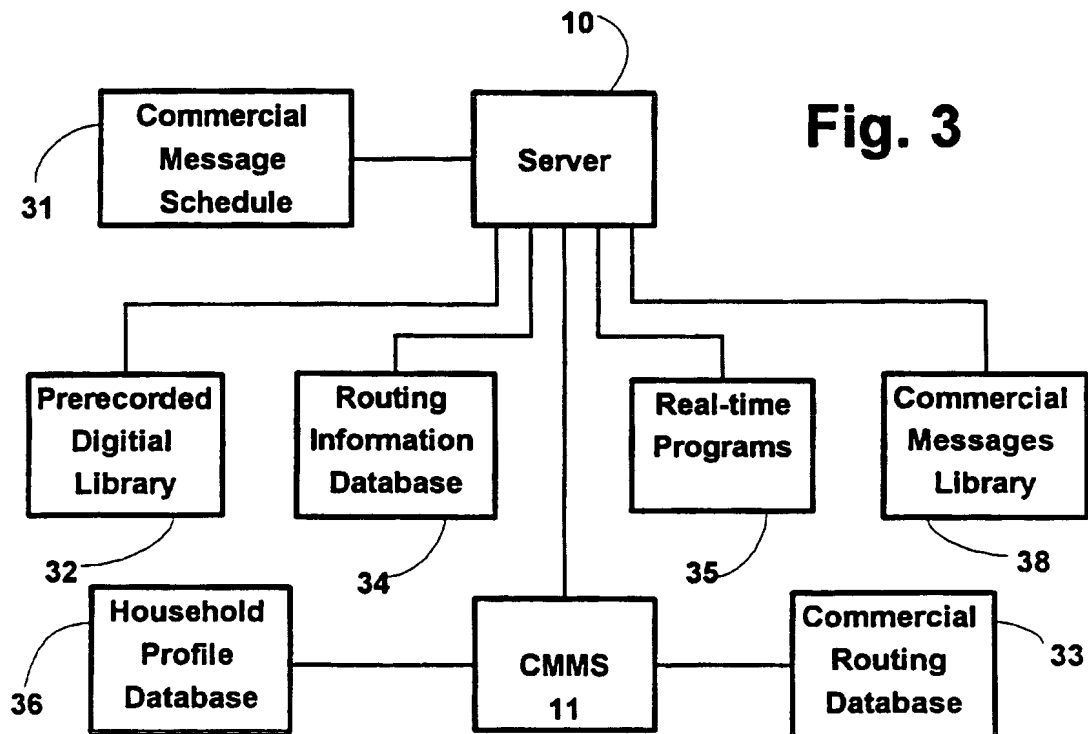 10
Fig. 3
Commercial
Message
Schedule
31
Server
Prerecorded
Digitial
Library
32
Routing
Information
Database
34
Real-time
Programs
35
Commercial
Messages
Library
38
Household
Profile
Database
36
CMMS
11
Commercial
Routing
Database
33